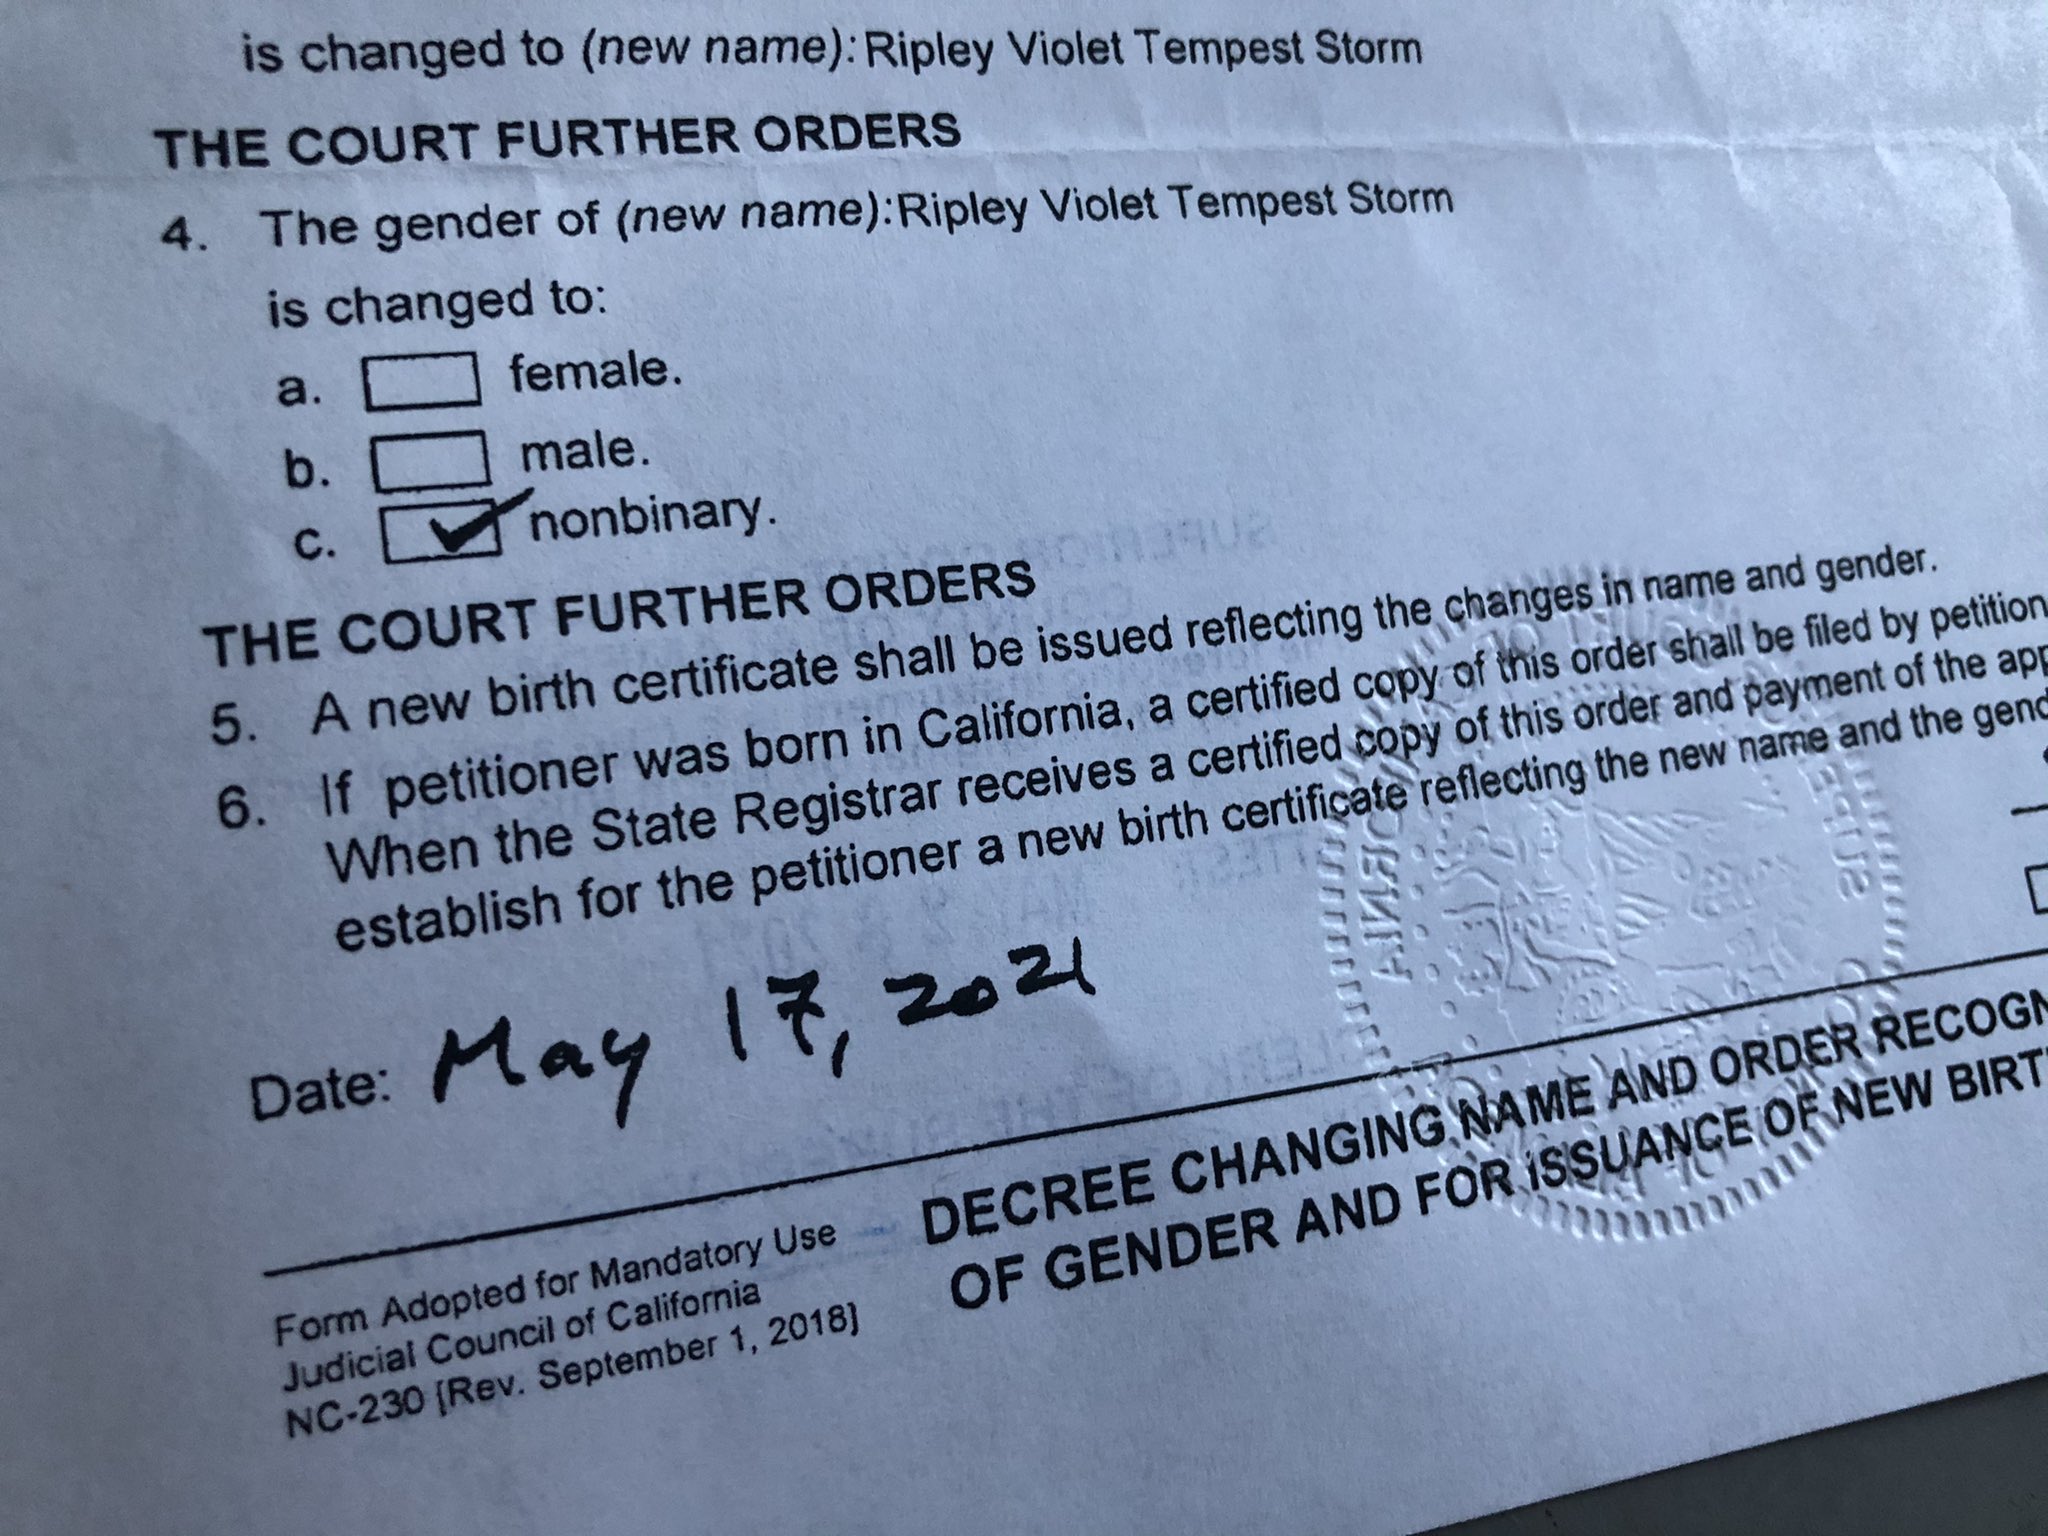 is changed to (new name): Ripley Violet Tempest Storm
THE COURT FURTHER ORDERS
4. The gender of (new name): Ripley Violet Tempest Storm
is changed to:
a. female.
b. male.
c. nonbinary.
THE COURT FURTHER ORDERS
5. A new birth certificate shall be issued reflecting the changes in name and gender.
6. If petitioner was born in California, a certified copy of this order shall be filed by petition
When the State Registrar receives a certified copy of this order and payment of the app
establish for the petitioner a new birth certificate reflecting the new name and the gend
Date: May 17, 2021
DECREE CHANGING NAME AND ORDER RECOGN
OF GENDER AND FOR ISSUANCE OF NEW BIRT
Form Adopted for Mandatory Use
Judicial Council of California
NC-230 [Rev. September 1, 2018]